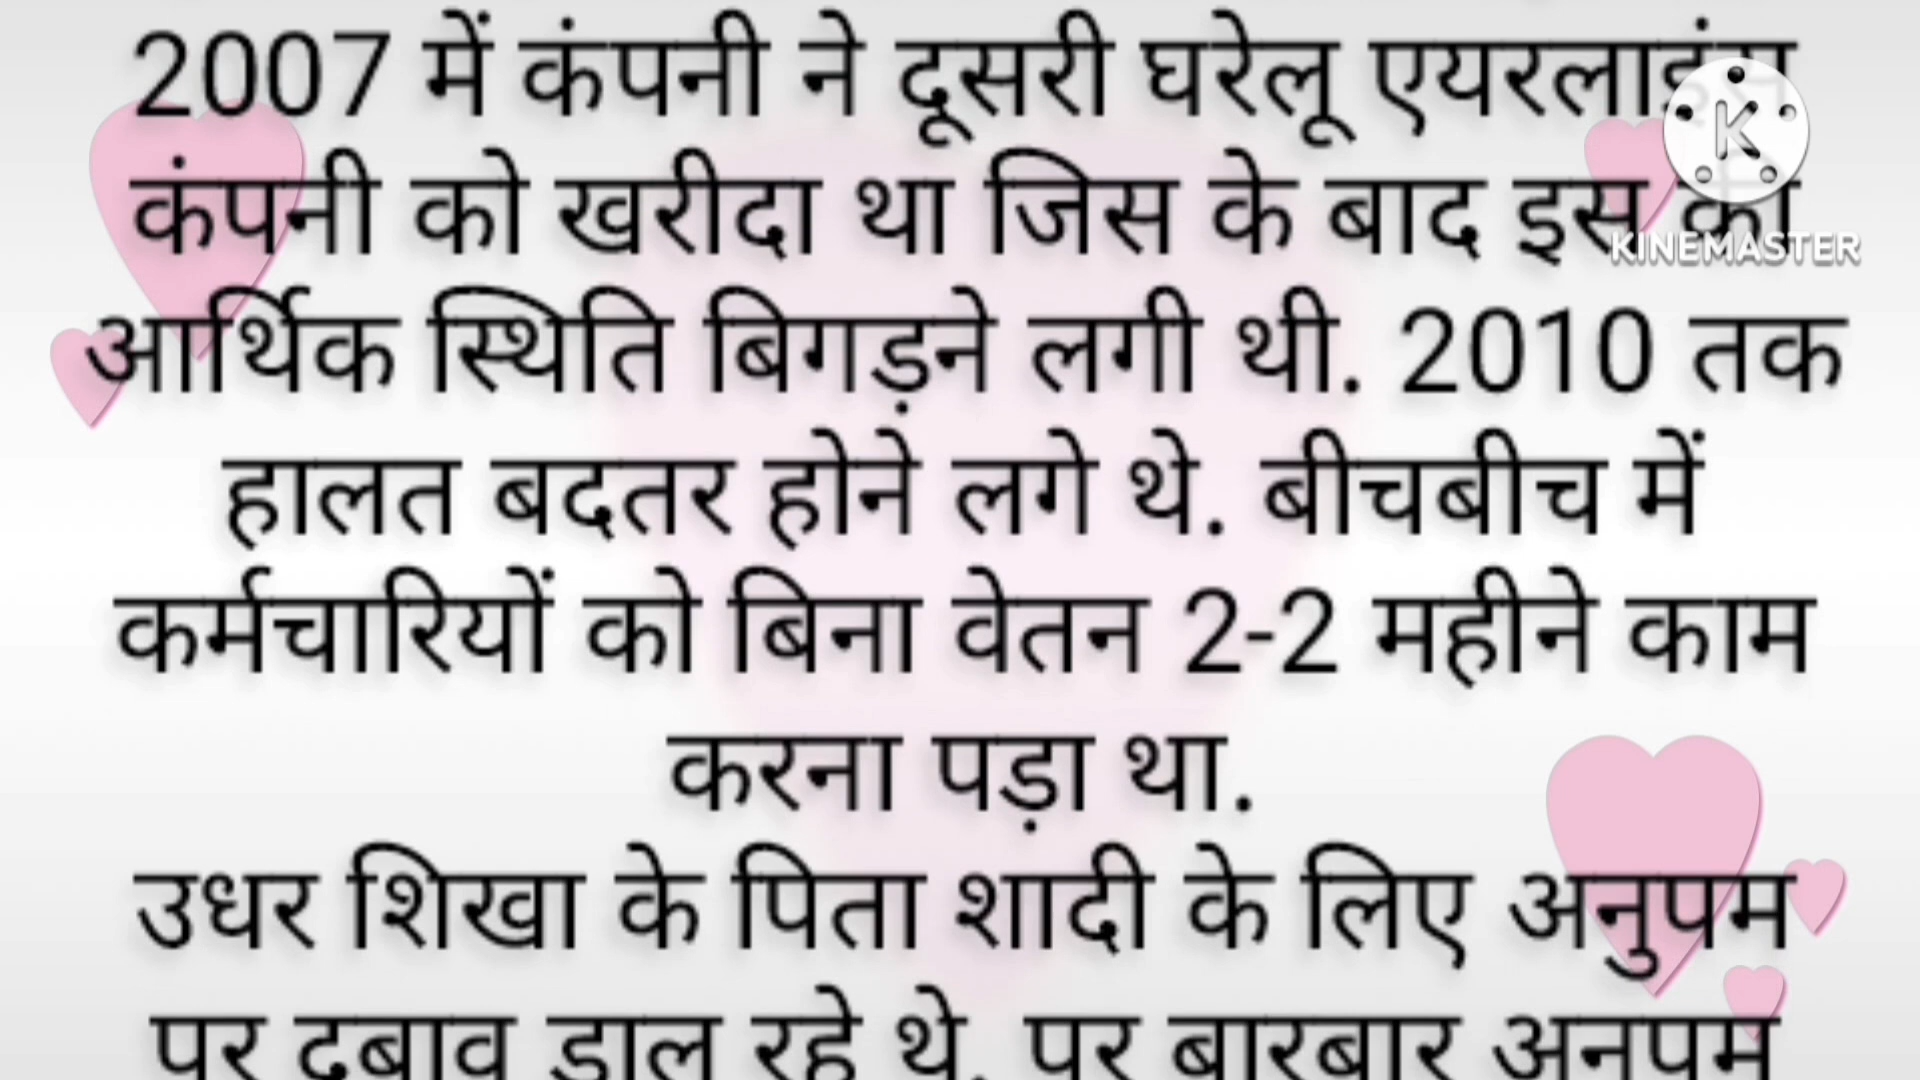 2007 में कंपनी ने दूसरी घरेलू एयरलाइंस
कंपनी को खरीदा था जिस के बाद इस की
KINEMASTER
आर्थिक स्थिति बिगड़ने लगी थी. 2010 तक
हालत बदतर होने लगे थे. बीचबीच में
कर्मचारियों को बिना वेतन 2-2 महीने काम
करना पड़ा था.
उधर शिखा के पिता शादी के लिए अनुपम
पर दबाव डाल रहे थे. पर बारबार अनुपम